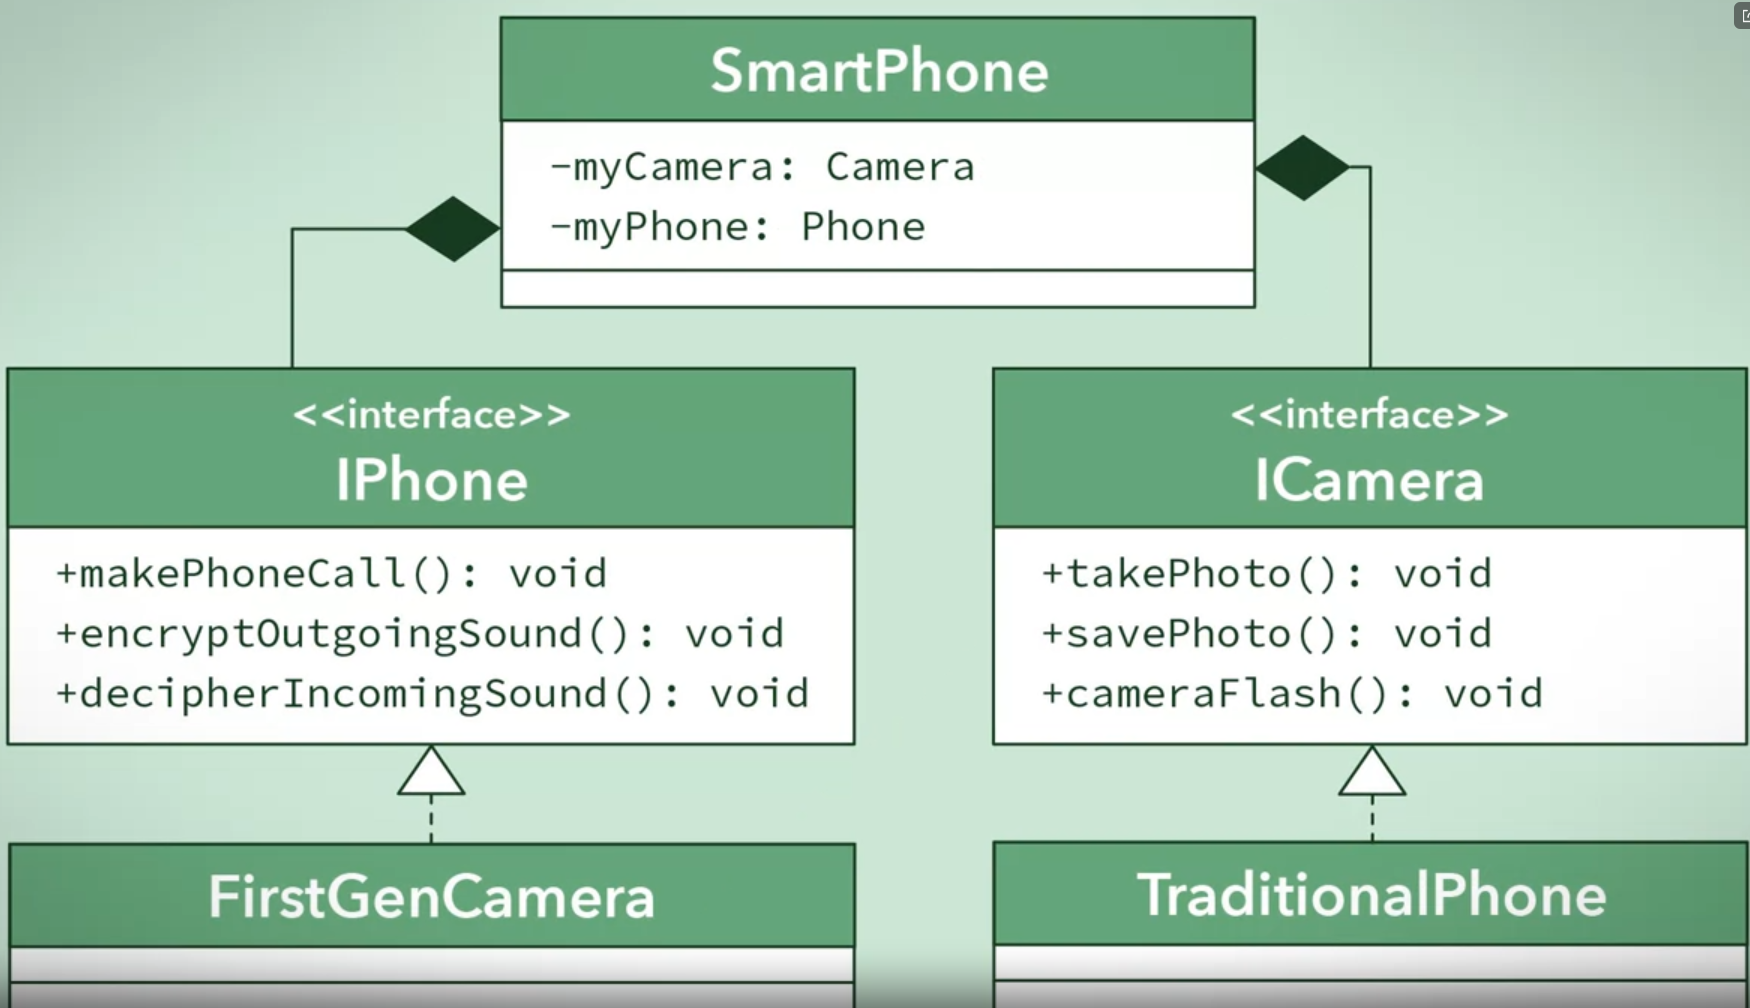 SmartPhone
-myCamera: Camera
-myPhone: Phone
<<interface>>
IPhone
+makePhoneCall(): void
+encryptOutgoingSound(): void
+decipherIncomingSound(): void
<<interface>>
ICamera
+takePhoto(): void
+savePhoto(): void
+cameraFlash(): void
FirstGenCamera
TraditionalPhone